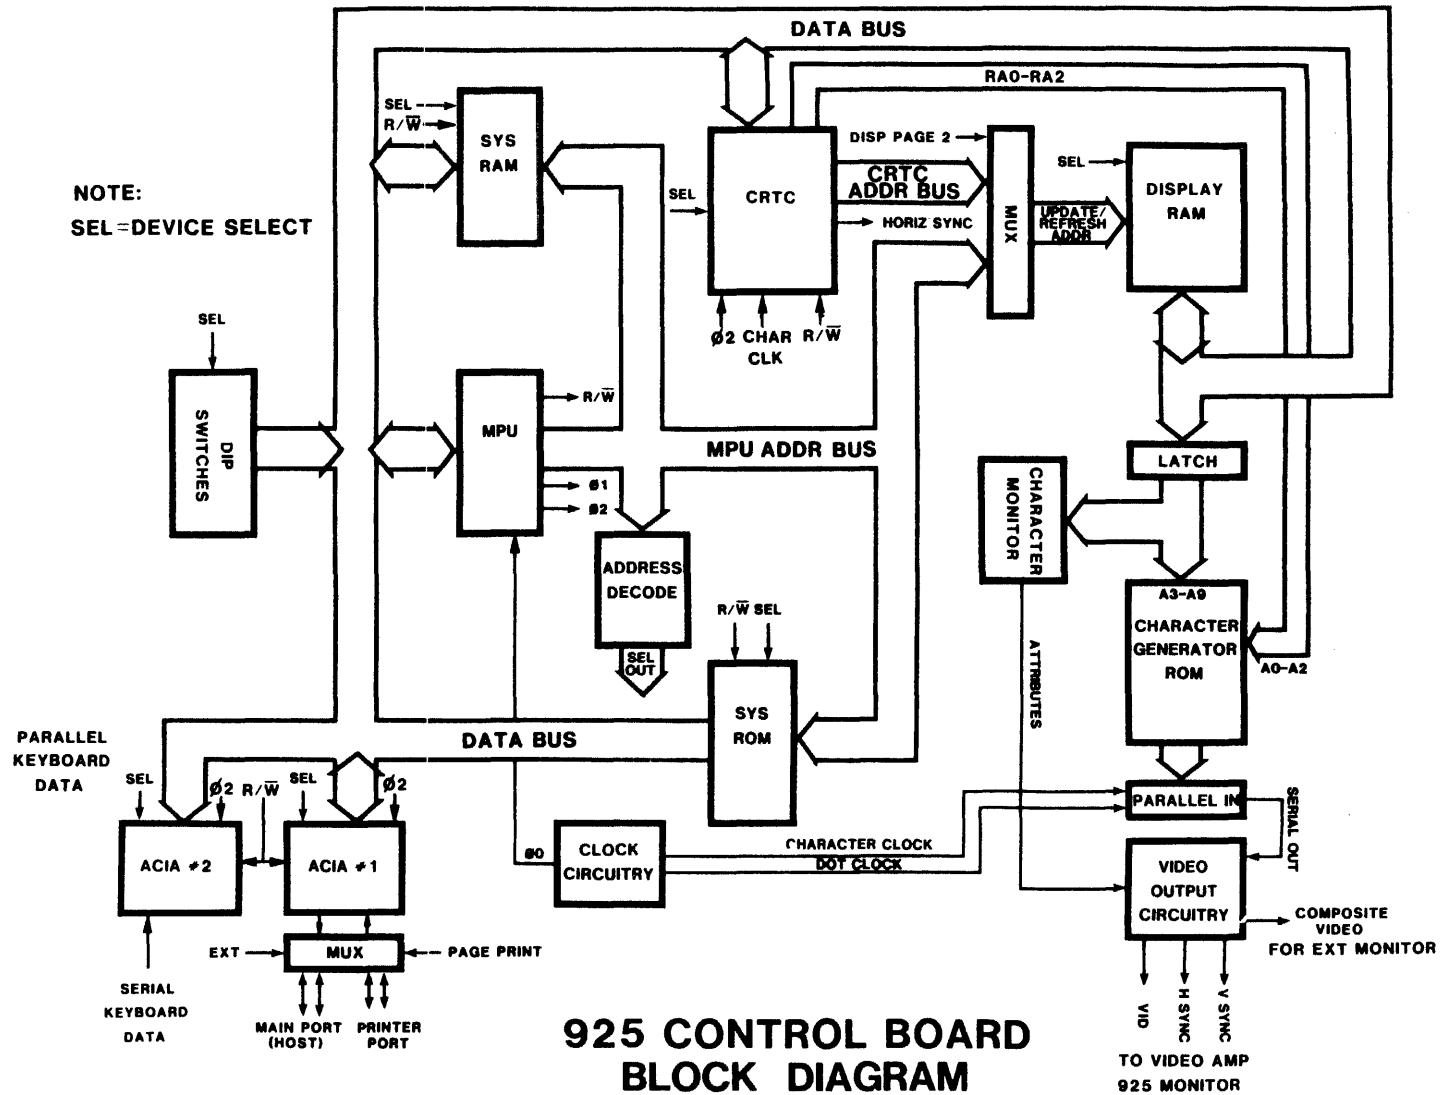 DATA BUS
RA0-RA2
SEL
R/W̅
SYS
RAM
NOTE:
SEL=DEVICE SELECT
SEL
CRTC
DISP PAGE 2
CRTC
ADDR BUS
HORIZ SYNC
MUX
UPDATE/
REFRESH
ADDR
SEL
DISPLAY
RAM
Ø2
CHAR
CLK
R/W̅
SEL
DIP
SWITCHES
MPU
R/W̅
Ø1
Ø2
MPU ADDR BUS
LATCH
CHARACTER
MONITOR
ADDRESS
DECODE
SEL
OUT
R/W̅ SEL
SYS
ROM
A3-A9
CHARACTER
GENERATOR
ROM
A0-A2
ATTRIBUTES
DATA BUS
PARALLEL
KEYBOARD
DATA
SEL
Ø2
R/W̅
SEL
Ø2
ACIA #2
ACIA #1
Ø0
CLOCK
CIRCUITRY
CHARACTER CLOCK
DOT CLOCK
PARALLEL IN
SERIAL OUT
VIDEO
OUTPUT
CIRCUITRY
COMPOSITE
VIDEO
FOR EXT MONITOR
EXT
MUX
PAGE PRINT
SERIAL
KEYBOARD
DATA
MAIN PORT
(HOST)
PRINTER
PORT
VID
H SYNC
V SYNC
TO VIDEO AMP
925 MONITOR
925 CONTROL BOARD
BLOCK DIAGRAM